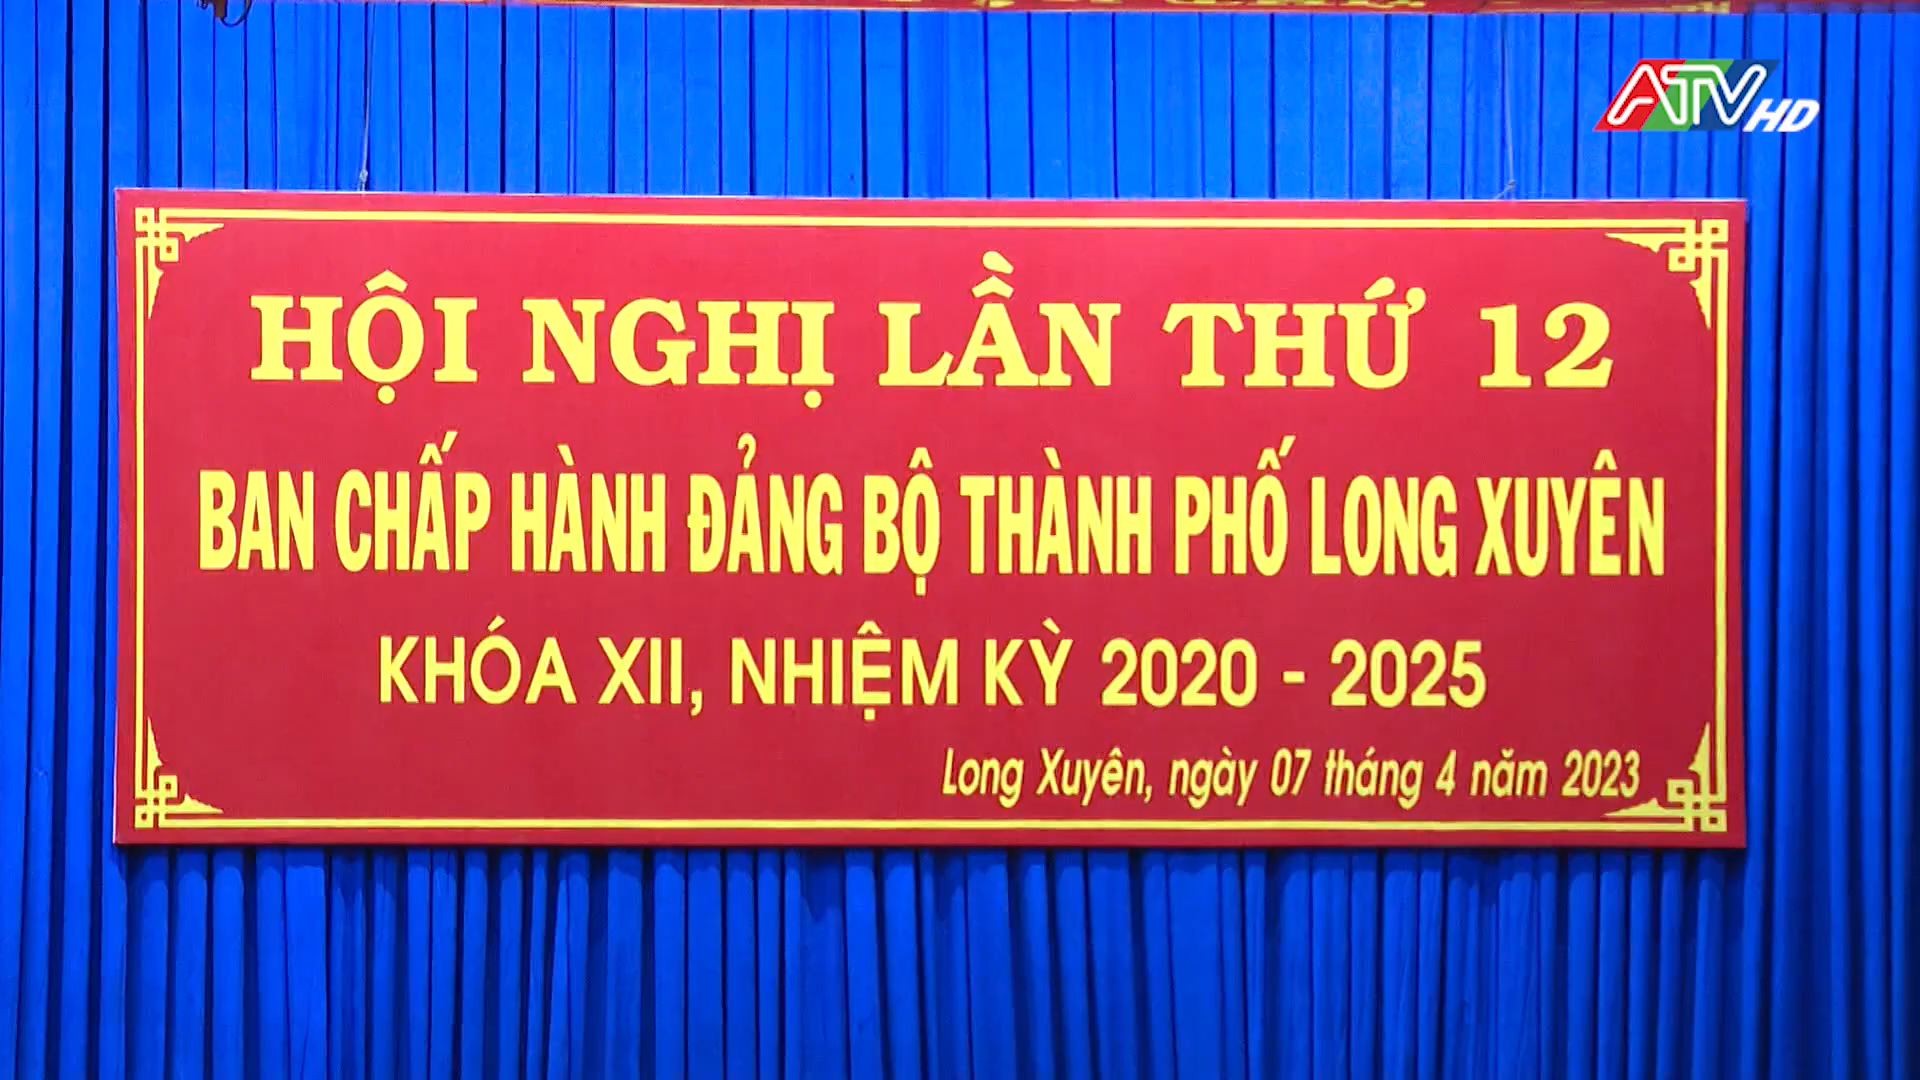 ATV HD
HỘI NGHỊ LẦN THỨ 12
BAN CHẤP HÀNH ĐẢNG BỘ THÀNH PHỐ LONG XUYÊN
KHÓA XII, NHIỆM KỲ 2020 - 2025
Long Xuyên, ngày 07 tháng 4 năm 2023